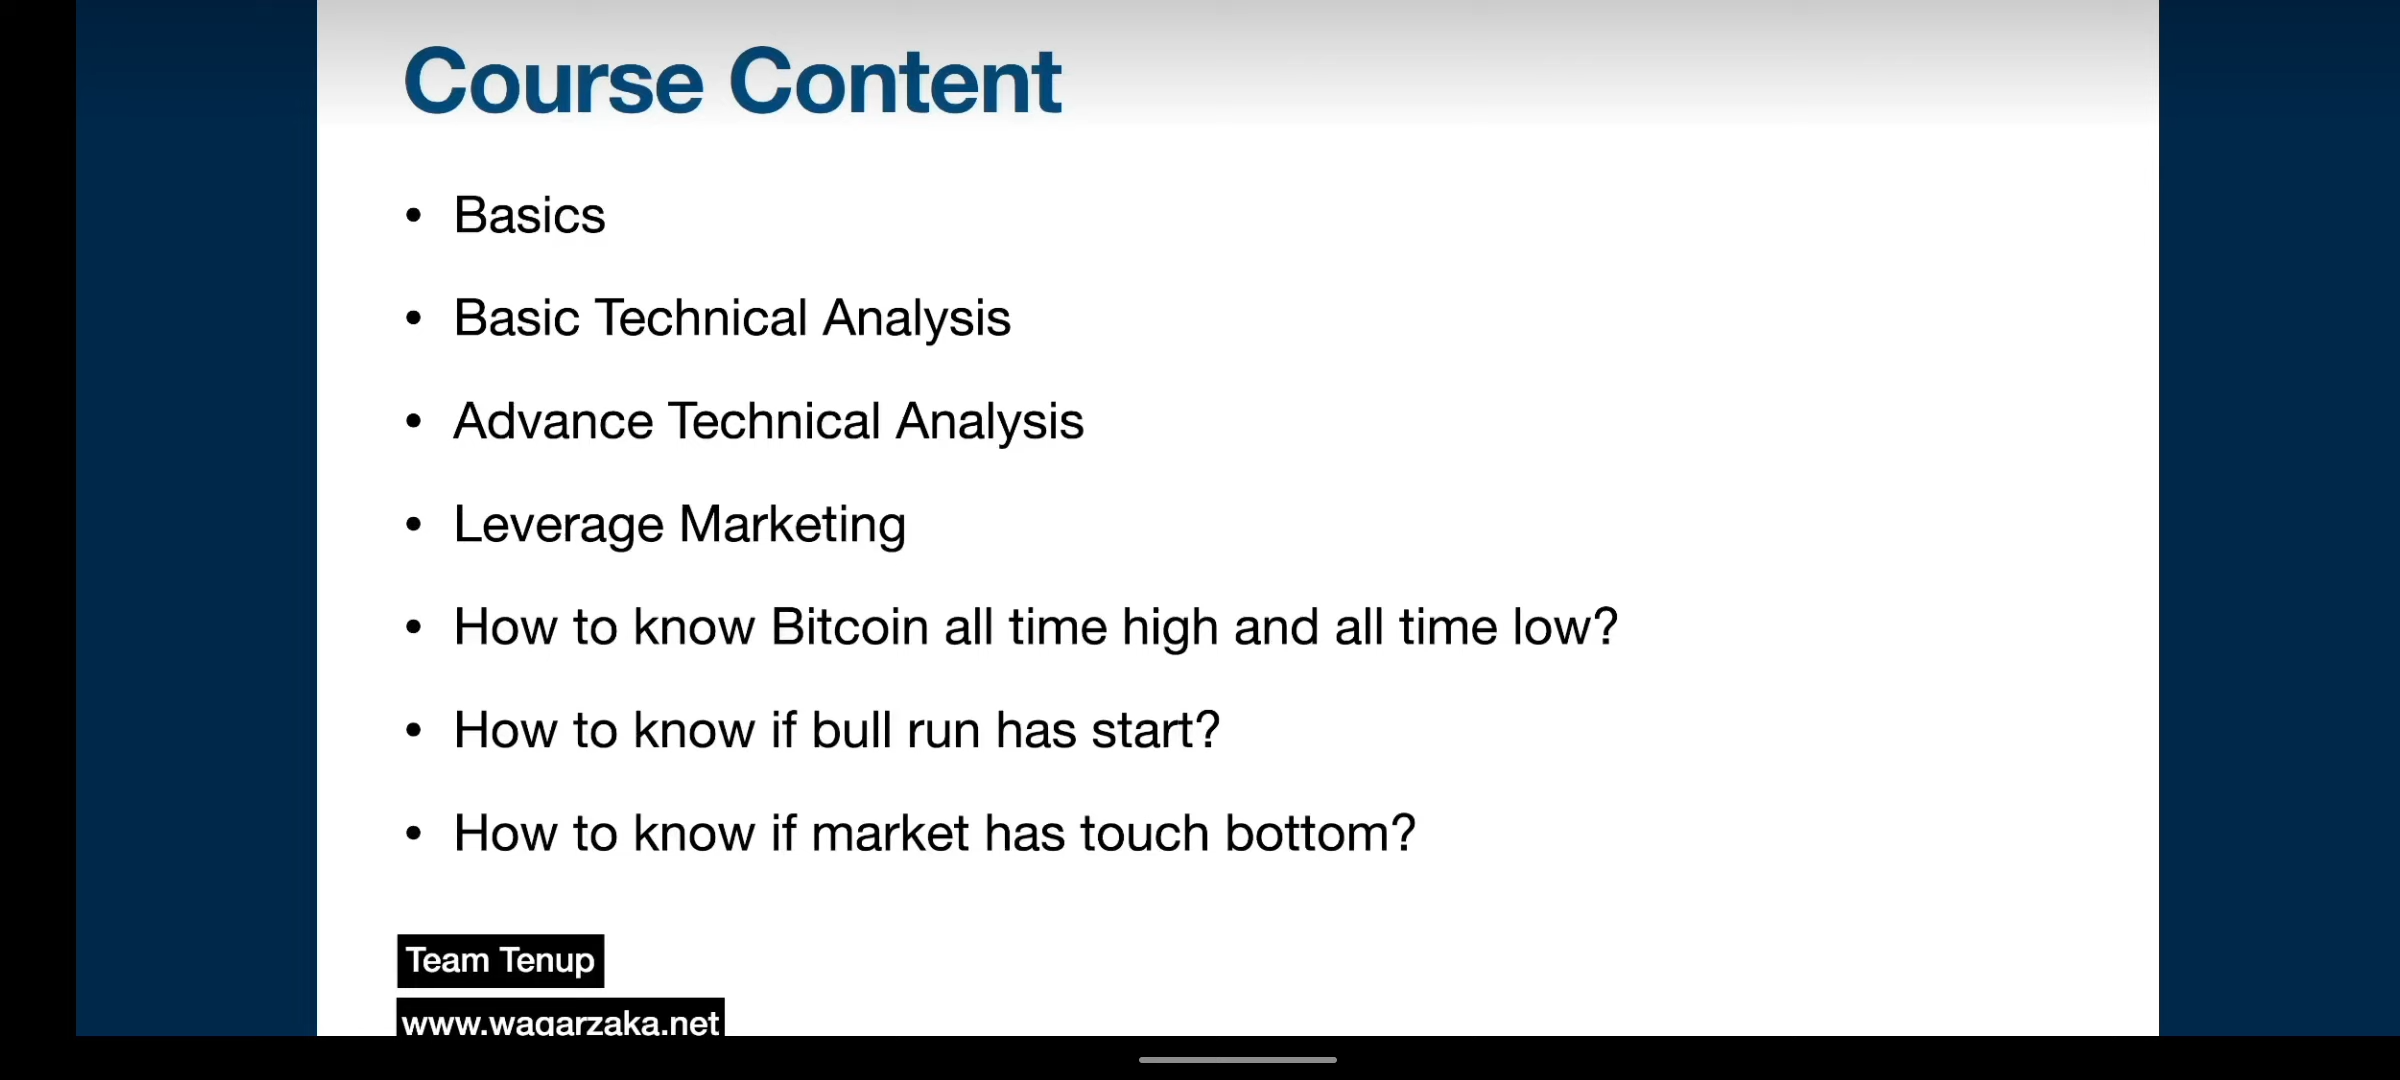 Course Content
• Basics
• Basic Technical Analysis
• Advance Technical Analysis
• Leverage Marketing
• How to know Bitcoin all time high and all time low?
• How to know if bull run has start?
• How to know if market has touch bottom?
Team Tenup
www.waqarzaka.net